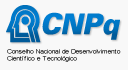 CNPq
Conselho Nacional de Desenvolvimento
Científico e Tecnológico